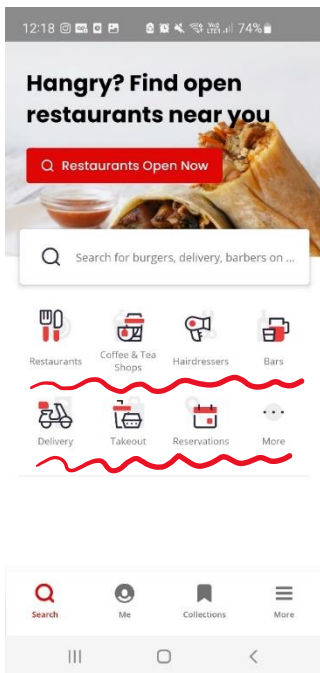 12:18 74%
Hangry? Find open
restaurants near you
Restaurants Open Now
Search for burgers, delivery, barbers on ...
Restaurants
Coffee & Tea
Shops
Hairdressers
Bars
Delivery
Takeout
Reservations
More
Search
Me
Collections
More